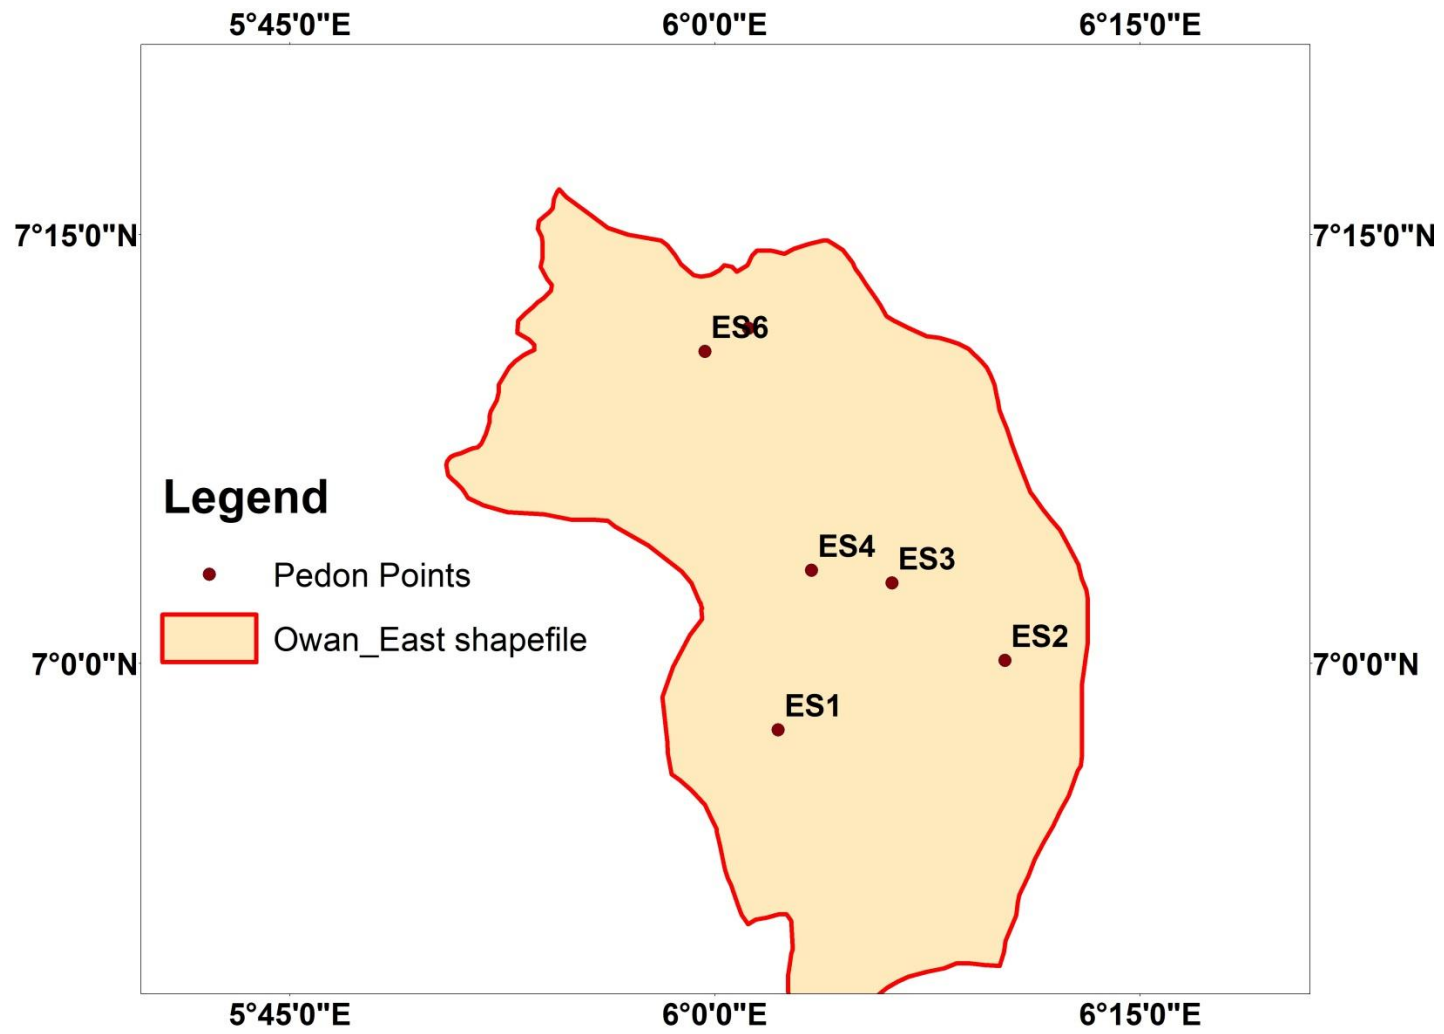 5°45'0"E 6°0'0"E 6°15'0"E
7°15'0"N 7°15'0"N
ES6
Legend
ES4
ES3
Pedon Points
ES2
Owan_East shapefile
7°0'0"N 7°0'0"N
ES1
5°45'0"E 6°0'0"E 6°15'0"E